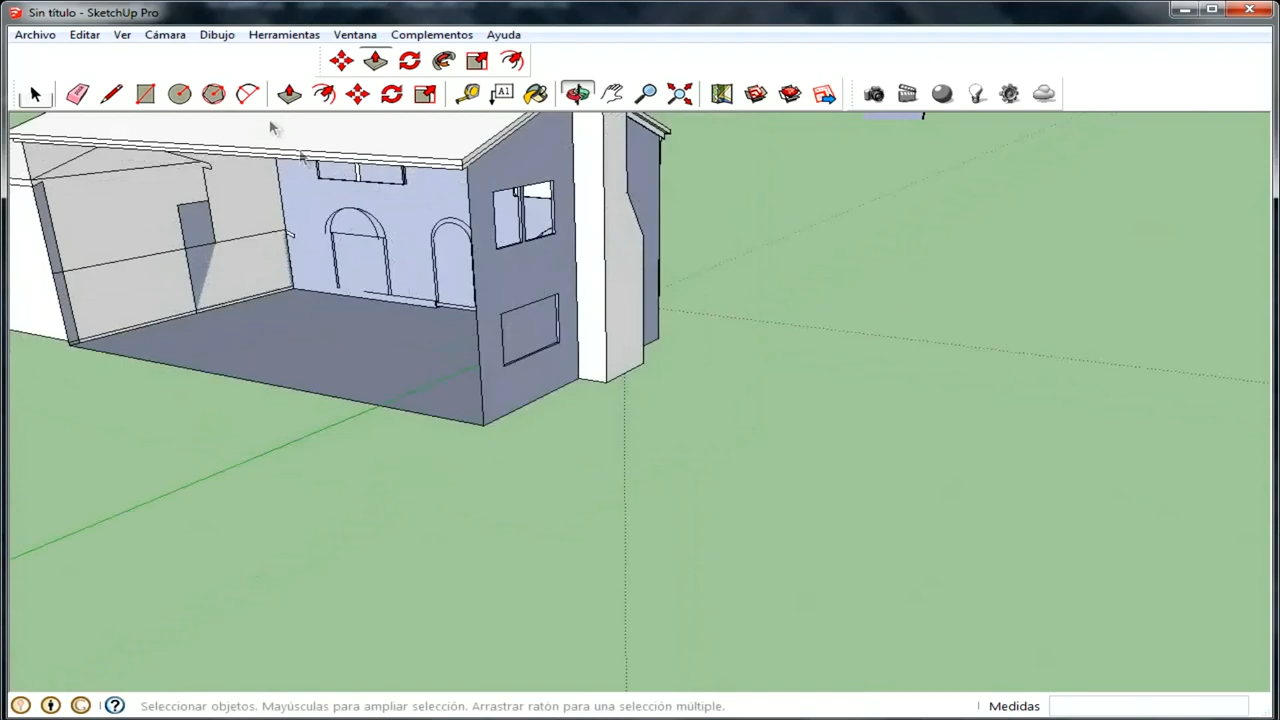 Sin título - SketchUp Pro
Archivo Editar Ver Cámara Dibujo Herramientas Ventana Complementos Ayuda
A1
Seleccionar objetos. Mayúsculas para ampliar selección. Arrastrar ratón para una selección múltiple.
Medidas